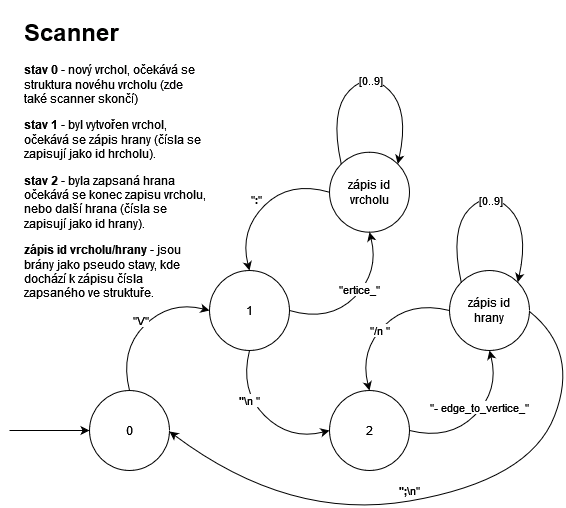 Scanner
stav 0 - nový vrchol, očekává se
struktura novéhu vrcholu (zde
také scanner skončí)
stav 1 - byl vytvořen vrchol,
očekává se zápis hrany (čísla se
zapisují jako id hrcholu).
stav 2 - byla zapsaná hrana
očekává se konec zapisu vrcholu,
nebo další hrana (čísla se
zapisují jako id hrany).
zápis id vrcholu/hrany - jsou
brány jako pseudo stavy, kde
dochází k zápisu čísla
zapsaného ve struktuře.
[0..9]
zápis id
vrcholu
":"
[0..9]
zápis id
hrany
"ertice_"
1
"V"
"/n "
"\n "
"- edge_to_vertice_"
0
2
";\n"